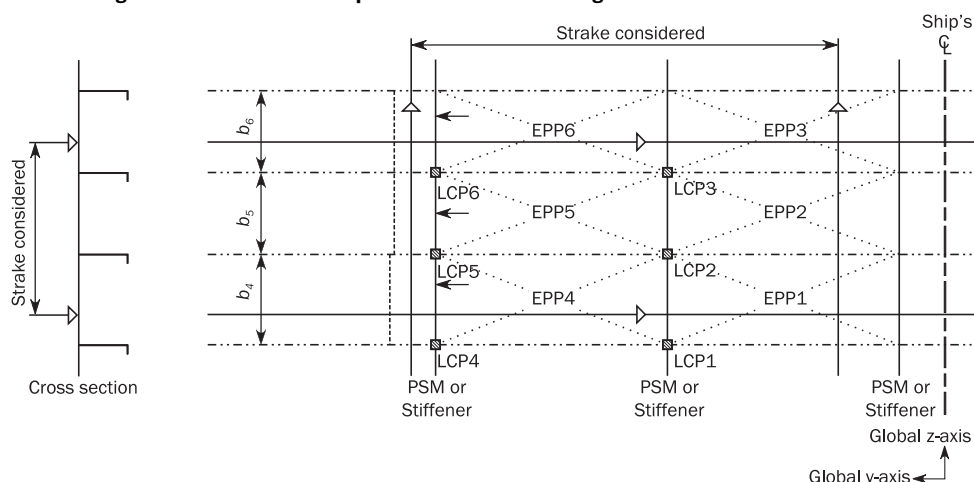 Ship's
℄
Strake considered
Strake considered
b6
b5
b4
EPP6
EPP3
LCP6
LCP3
EPP5
EPP2
LCP5
LCP2
EPP4
EPP1
LCP4
LCP1
Cross section
PSM or
Stiffener
PSM or
Stiffener
PSM or
Stiffener
Global z-axis
Global y-axis